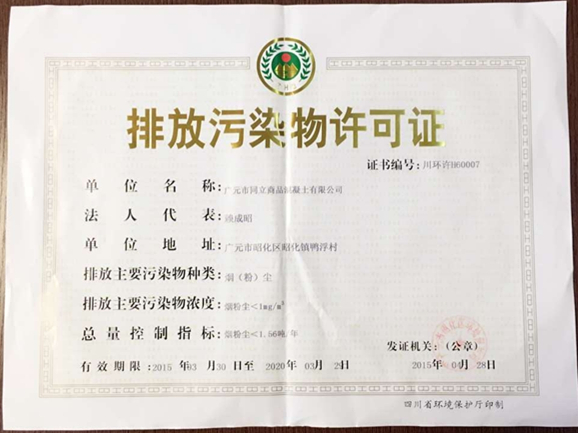 排放污染物许可证
证书编号：川环许H60007
单位名称：广元市同立商品混凝土有限公司
法人代表：成昭
单位地址：广元市昭化区昭化镇鸭浮村
排放主要污染物种类：烟（粉）尘
排放主要污染物浓度：烟粉尘＜1mg/m³
总量控制指标：烟粉尘＜1.56吨/年
发证机关：（公章）
有效期限：2015年03月30日至2020年03月29日
2015年04月28日
四川省环境保护厅印制